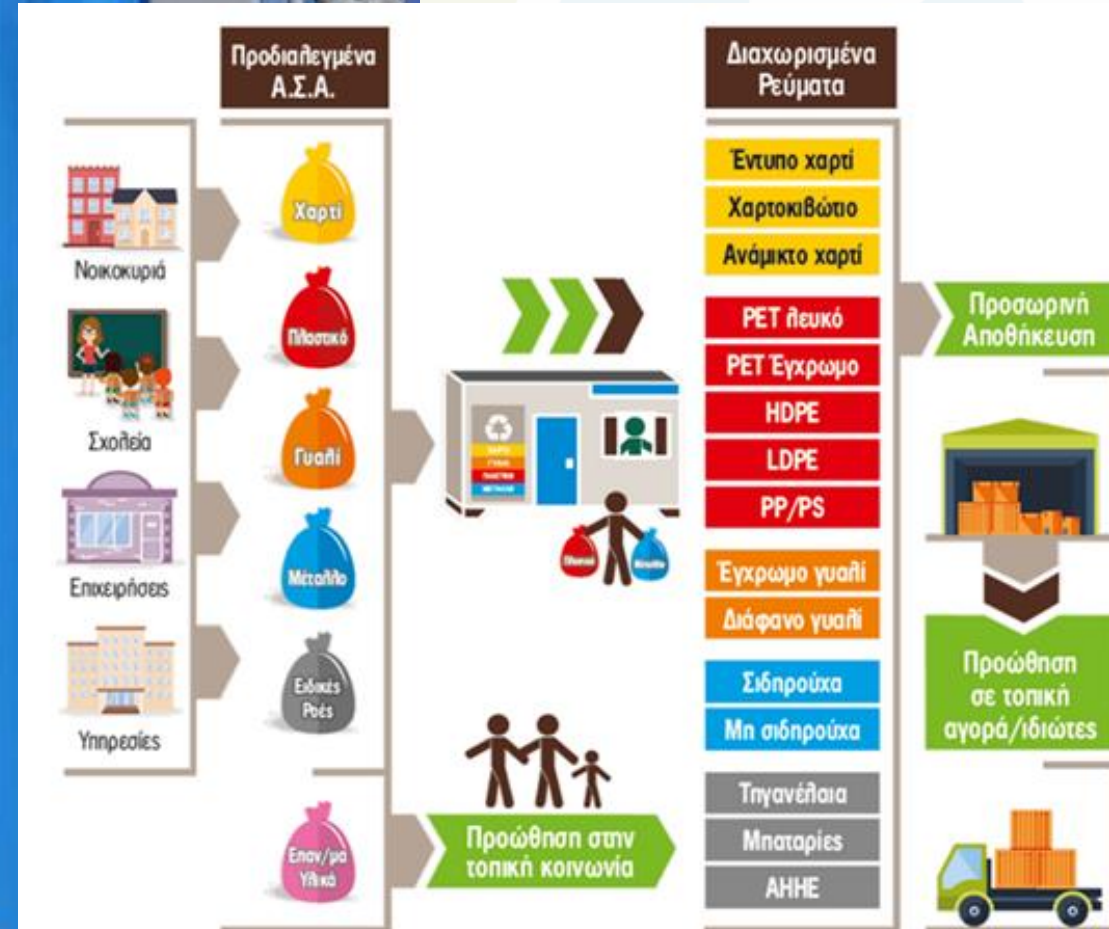 Προδιαλεγμένα
Α.Σ.Α.
Διαχωρισμένα
Ρεύματα
Νοικοκυριά
Σχολεία
Επιχειρήσεις
Υπηρεσίες
Χαρτί
Πλαστικό
Γυαλί
Μέταλλο
Ειδικές
Ροές
Επαν/μα
Υλικά
Πλαστικό
Μέταλλο
Προώθηση στην
τοπική κοινωνία
Έντυπο χαρτί
Χαρτοκιβώτιο
Ανάμικτο χαρτί
PET λευκό
PET Έγχρωμο
HDPE
LDPE
PP/PS
Έγχρωμο γυαλί
Διάφανο γυαλί
Σιδηρούχα
Μη σιδηρούχα
Τηγανέλαια
Μπαταρίες
ΑΗΗΕ
Προσωρινή
Αποθήκευση
Προώθηση
σε τοπική
αγορά/ιδιώτες